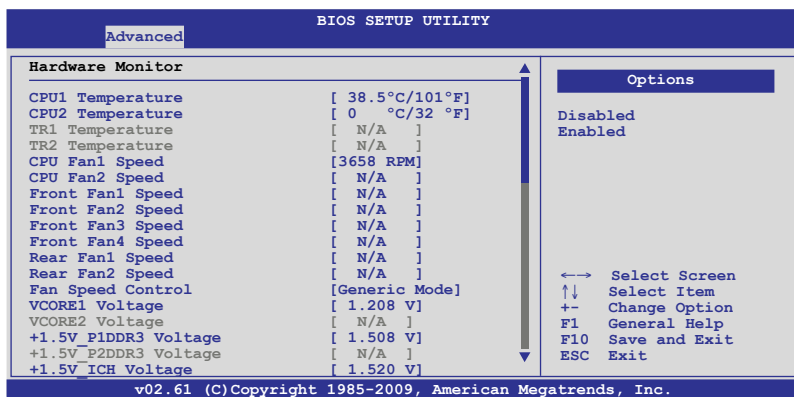 BIOS SETUP UTILITY
Advanced
Hardware Monitor
CPU1 Temperature [ 38.5°C/101°F]
CPU2 Temperature [ 0 °C/32 °F]
TR1 Temperature [ N/A ]
TR2 Temperature [ N/A ]
CPU Fan1 Speed [3658 RPM]
CPU Fan2 Speed [ N/A ]
Front Fan1 Speed [ N/A ]
Front Fan2 Speed [ N/A ]
Front Fan3 Speed [ N/A ]
Front Fan4 Speed [ N/A ]
Rear Fan1 Speed [ N/A ]
Rear Fan2 Speed [ N/A ]
Fan Speed Control [Generic Mode]
VCORE1 Voltage [ 1.208 V]
VCORE2 Voltage [ N/A ]
+1.5V_P1DDR3 Voltage [ 1.508 V]
+1.5V_P2DDR3 Voltage [ N/A ]
+1.5V_ICH Voltage [ 1.520 V]
Options
Disabled
Enabled
←→ Select Screen
↑↓ Select Item
+- Change Option
F1 General Help
F10 Save and Exit
ESC Exit
v02.61 (C)Copyright 1985-2009, American Megatrends, Inc.